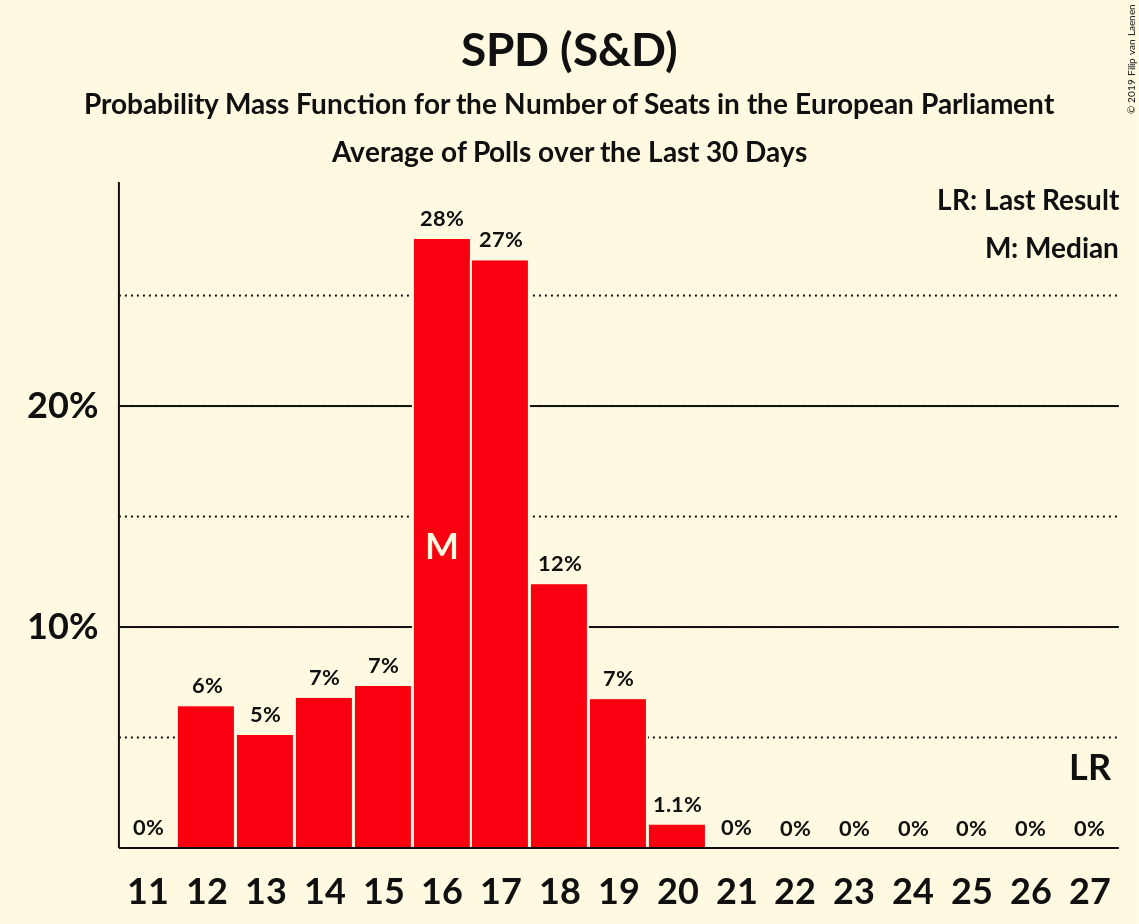 SPD (S&D)
Probability Mass Function for the Number of Seats in the European Parliament
Average of Polls over the Last 30 Days
© 2019 Filip van Laenen
LR: Last Result
M: Median
28%
27%
20%
M
12%
10%
7%
7%
7%
6%
5%
LR
1.1%
0%
0%
0%
0%
0%
0%
0%
0%
11 12 13 14 15 16 17 18 19 20 21 22 23 24 25 26 27